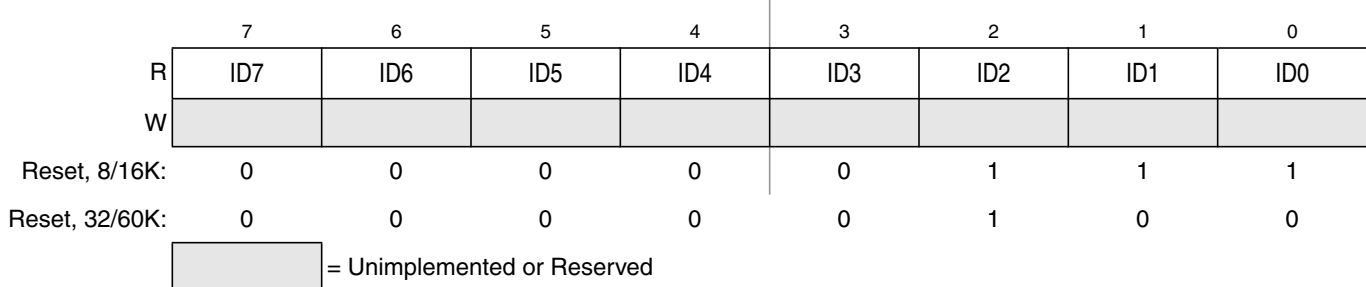 7 6 5 4 3 2 1 0
R ID7 ID6 ID5 ID4 ID3 ID2 ID1 ID0
W
Reset, 8/16K: 0 0 0 0 0 1 1 1
Reset, 32/60K: 0 0 0 0 0 1 0 0
= Unimplemented or Reserved